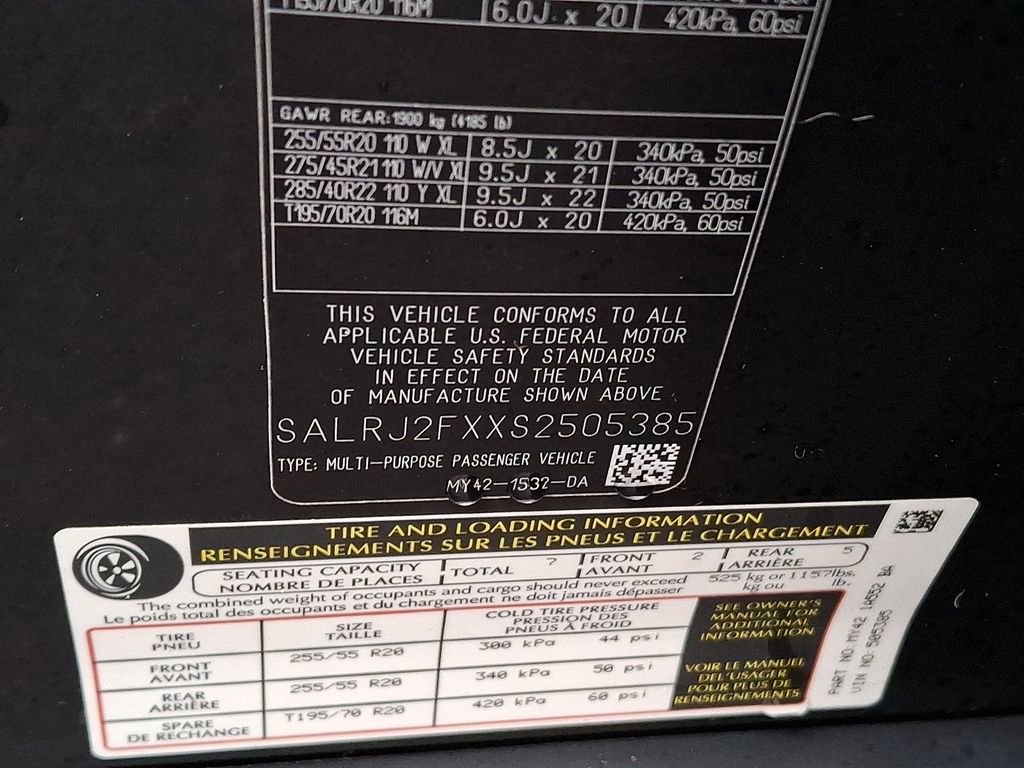 T195/70R20 116M 6.0J x 20 420kPa, 60psi
GAWR REAR:1900 kg (4185 lb)
255/55R20 110 W XL 8.5J x 20 340kPa, 50psi
275/45R21 110 W/V XL 9.5J x 21 340kPa, 50psi
285/40R22 110 Y XL 9.5J x 22 340kPa, 50psi
T195/70R20 116M 6.0J x 20 420kPa, 60psi
THIS VEHICLE CONFORMS TO ALL
APPLICABLE U.S. FEDERAL MOTOR
VEHICLE SAFETY STANDARDS
IN EFFECT ON THE DATE
OF MANUFACTURE SHOWN ABOVE.
SALRJ2FXXS2505385
TYPE: MULTI-PURPOSE PASSENGER VEHICLE
MY42-1532-DA
TIRE AND LOADING INFORMATION
RENSEIGNEMENTS SUR LES PNEUS ET LE CHARGEMENT
SEATING CAPACITY TOTAL 7 FRONT 2 REAR 5
NOMBRE DE PLACES AVANT ARRIÈRE
The combined weight of occupants and cargo should never exceed 525 kg or 1157lbs.
Le poids total des occupants et du chargement ne doit jamais dépasser kg ou lb.
TIRE SIZE COLD TIRE PRESSURE
PNEU TAILLE PRESSION DES
PNEUS À FROID
FRONT 255/55 R20 300 kPa 44 psi
AVANT
REAR 255/55 R20 340 kPa 50 psi
ARRIÈRE
SPARE T195/70 R20 420 kPa 60 psi
DE RECHANGE
SEE OWNER'S
MANUAL FOR
ADDITIONAL
INFORMATION
VOIR LE MANUEL
DE L'USAGER
POUR PLUS DE
RENSEIGNEMENTS
PART NO: MY42 1A552 BA
VIN NO: 505385